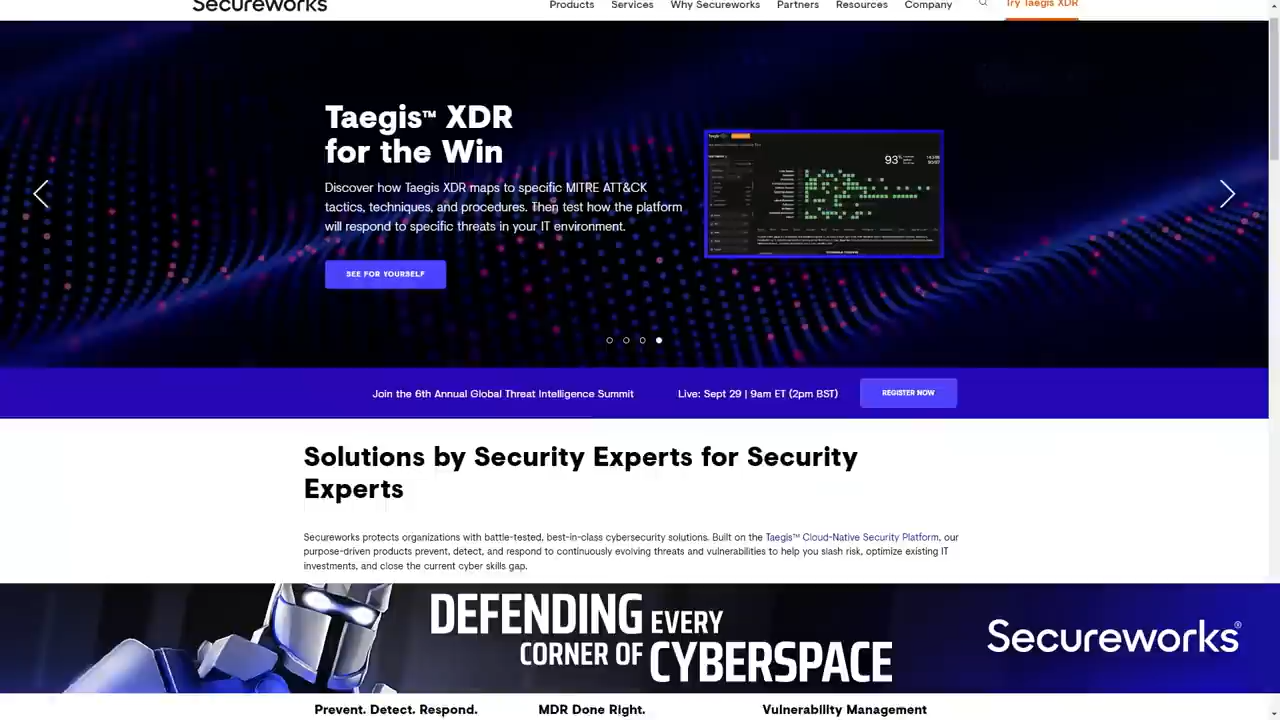 Secureworks
Products Services Why Secureworks Partners Resources Company Try Taegis XDR
Taegis™ XDR
for the Win
Discover how Taegis XDR maps to specific MITRE ATT&CK
tactics, techniques, and procedures. Then test how the platform
will respond to specific threats in your IT environment.
SEE FOR YOURSELF
93%
Join the 6th Annual Global Threat Intelligence Summit Live: Sept 29 | 9am ET (2pm BST) REGISTER NOW
Solutions by Security Experts for Security
Experts
Secureworks protects organizations with battle-tested, best-in-class cybersecurity solutions. Built on the Taegis™ Cloud-Native Security Platform, our
purpose-driven products prevent, detect, and respond to continuously evolving threats and vulnerabilities to help you slash risk, optimize existing IT
investments, and close the current cyber skills gap.
DEFENDING EVERY
CORNER OF CYBERSPACE
Secureworks®
Prevent. Detect. Respond. MDR Done Right. Vulnerability Management